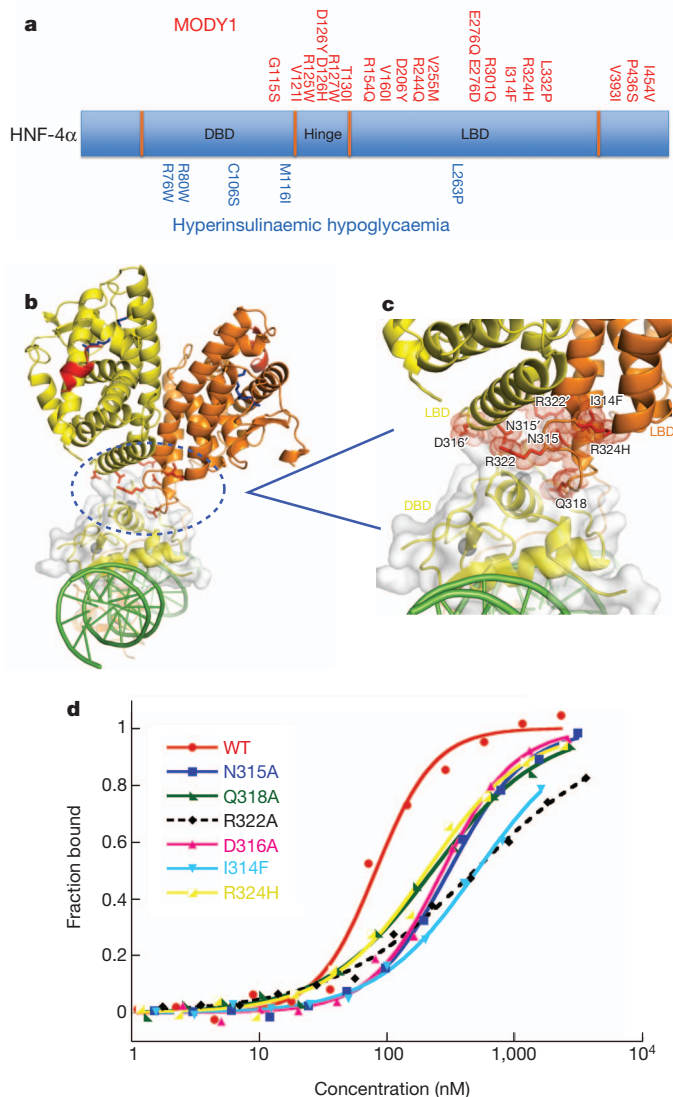 a
MODY1
G115S
V121I
R125W
D126Y
D126H
R127W
T130I
R154Q
V160I
D206Y
R244Q
V255M
E276Q
E276D
R301Q
I314F
R324H
L332P
V393I
P436S
I454V
HNF-4α
DBD
Hinge
LBD
R76W
R80W
C106S
M116I
L263P
Hyperinsulinaemic hypoglycaemia
b
c
LBD
R322′
I314F
N315′
N315
LBD
D316′
R322
R324H
Q318
DBD
d
WT
N315A
Q318A
R322A
D316A
I314F
R324H
Fraction bound
1
0.8
0.6
0.4
0.2
0
1
10
100
1,000
10⁴
Concentration (nM)